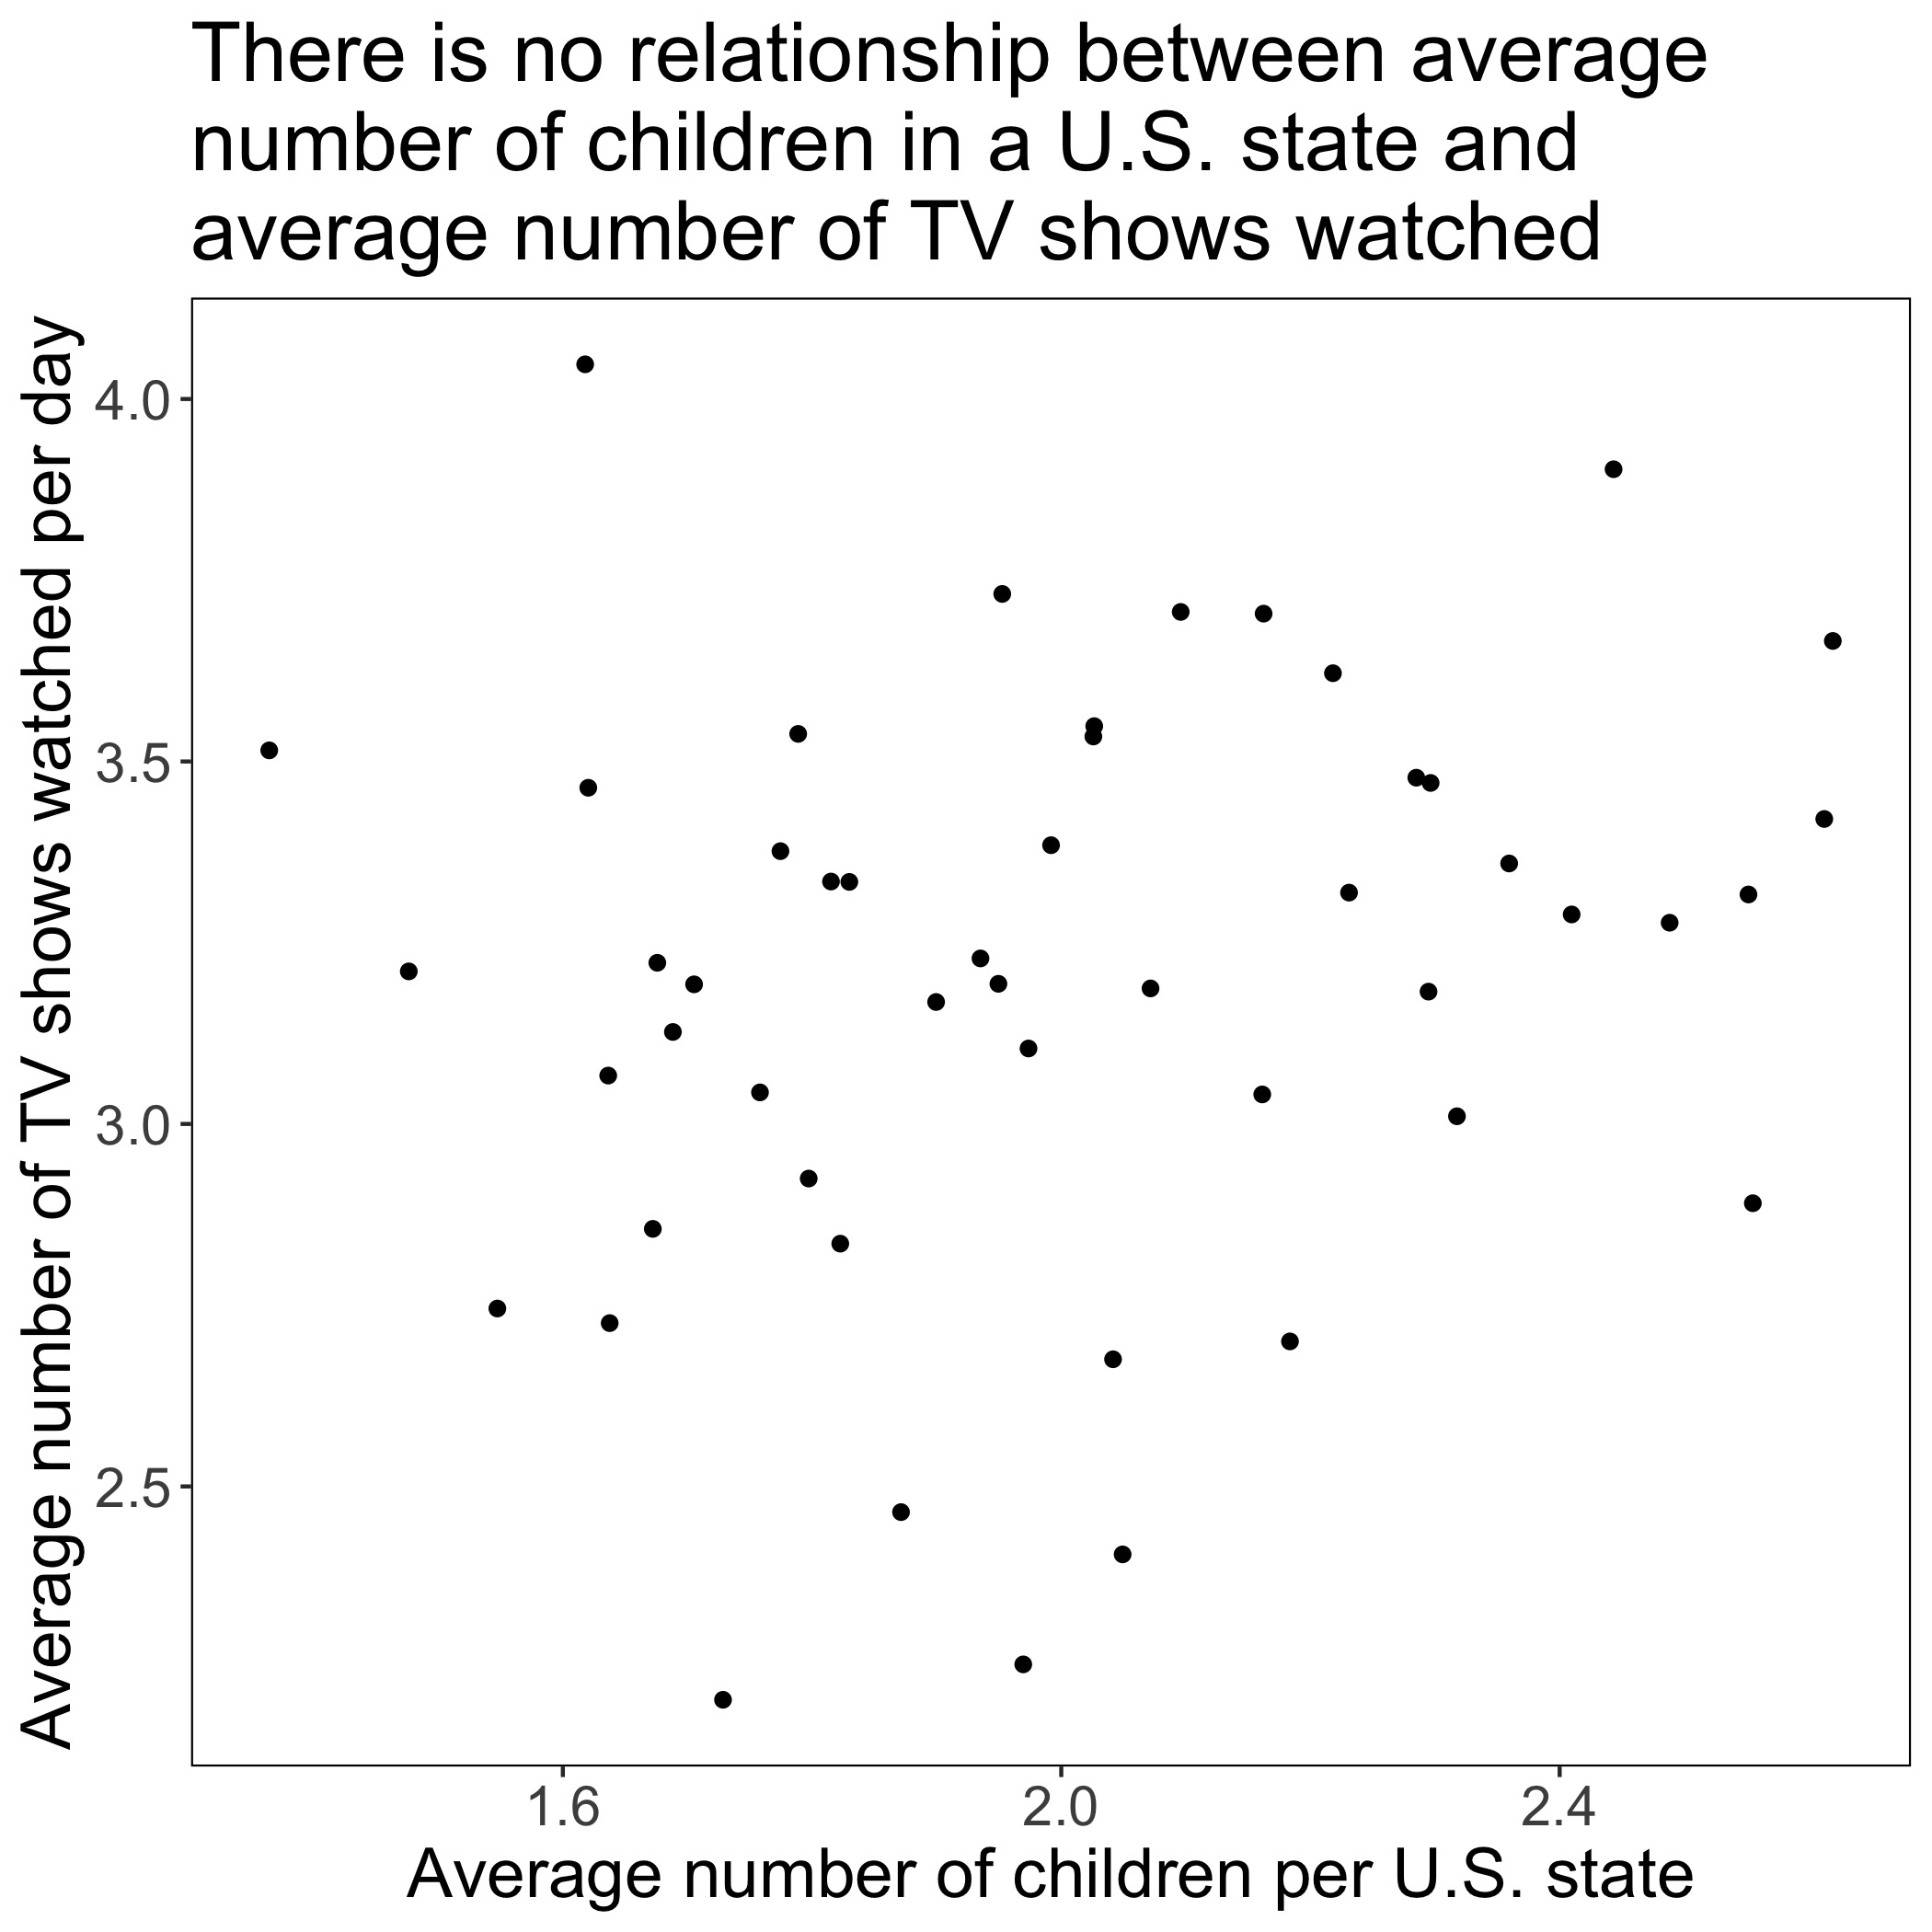 There is no relationship between average
number of children in a U.S. state and
average number of TV shows watched
Average number of TV shows watched per day
4.0
3.5
3.0
2.5
1.6
2.0
2.4
Average number of children per U.S. state